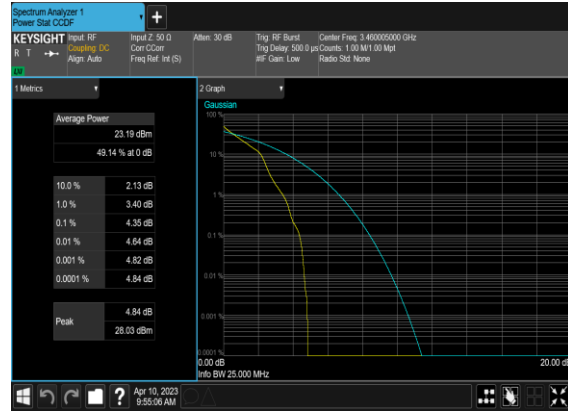 Spectrum Analyzer 1
Power Stat CCDF
KEYSIGHT
R T
LXI
Input: RF
Coupling: DC
Align: Auto
Input Z: 50 Ω
Corr CCorr
Freq Ref: Int (S)
Atten: 30 dB
Trig: RF Burst
Trig Delay: 500.0 µs
#IF Gain: Low
Center Freq: 3.460005000 GHz
Counts: 1.00 M/1.00 Mpt
Radio Std: None
1 Metrics
Average Power
23.19 dBm
49.14 % at 0 dB
10.0 % 2.13 dB
1.0 % 3.40 dB
0.1 % 4.35 dB
0.01 % 4.64 dB
0.001 % 4.82 dB
0.0001 % 4.84 dB
Peak
4.84 dB
28.03 dBm
2 Graph
Gaussian
100 %
10 %
1 %
0.1 %
0.01 %
0.001 %
0.0001 %
0.00 dB 20.00 dB
Info BW 25.000 MHz
?
Apr 10, 2023
9:55:06 AM